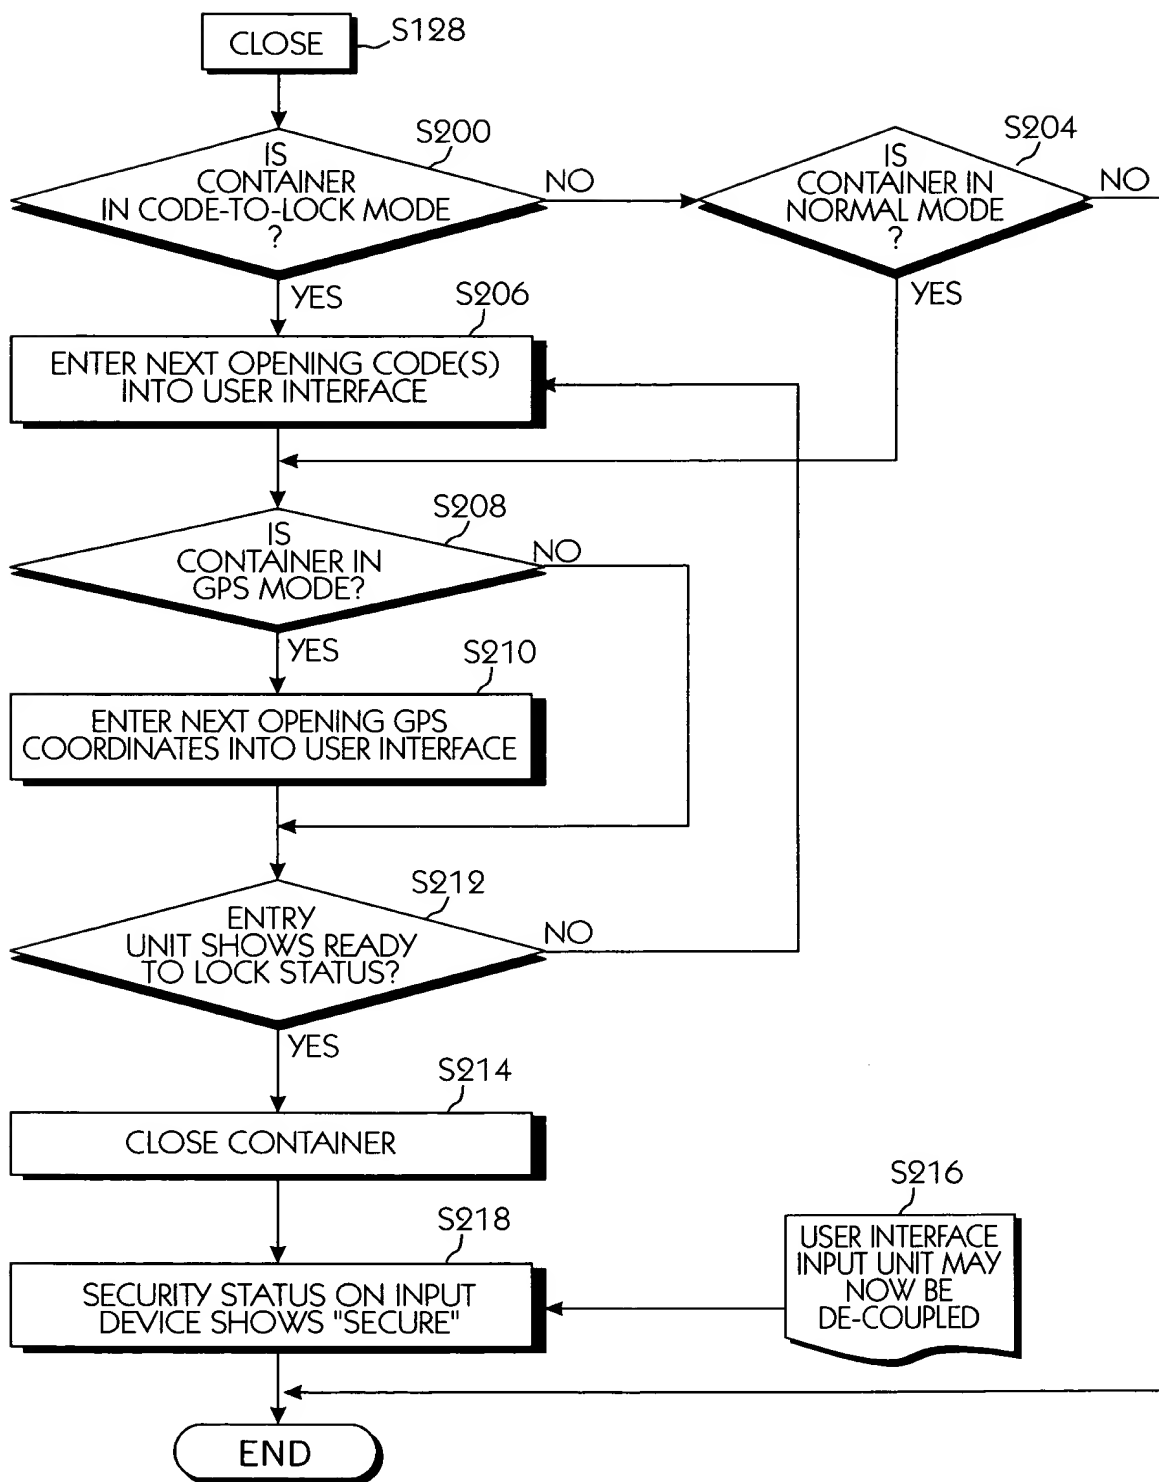 CLOSE
S128
S200
IS
CONTAINER
IN CODE-TO-LOCK MODE
?
NO
S204
IS
CONTAINER IN
NORMAL MODE
?
NO
YES
YES
S206
ENTER NEXT OPENING CODE(S)
INTO USER INTERFACE
S208
IS
CONTAINER IN
GPS MODE?
NO
YES
S210
ENTER NEXT OPENING GPS
COORDINATES INTO USER INTERFACE
S212
ENTRY
UNIT SHOWS READY
TO LOCK STATUS?
NO
YES
S214
CLOSE CONTAINER
S216
USER INTERFACE
INPUT UNIT MAY
NOW BE
DE-COUPLED
S218
SECURITY STATUS ON INPUT
DEVICE SHOWS "SECURE"
END